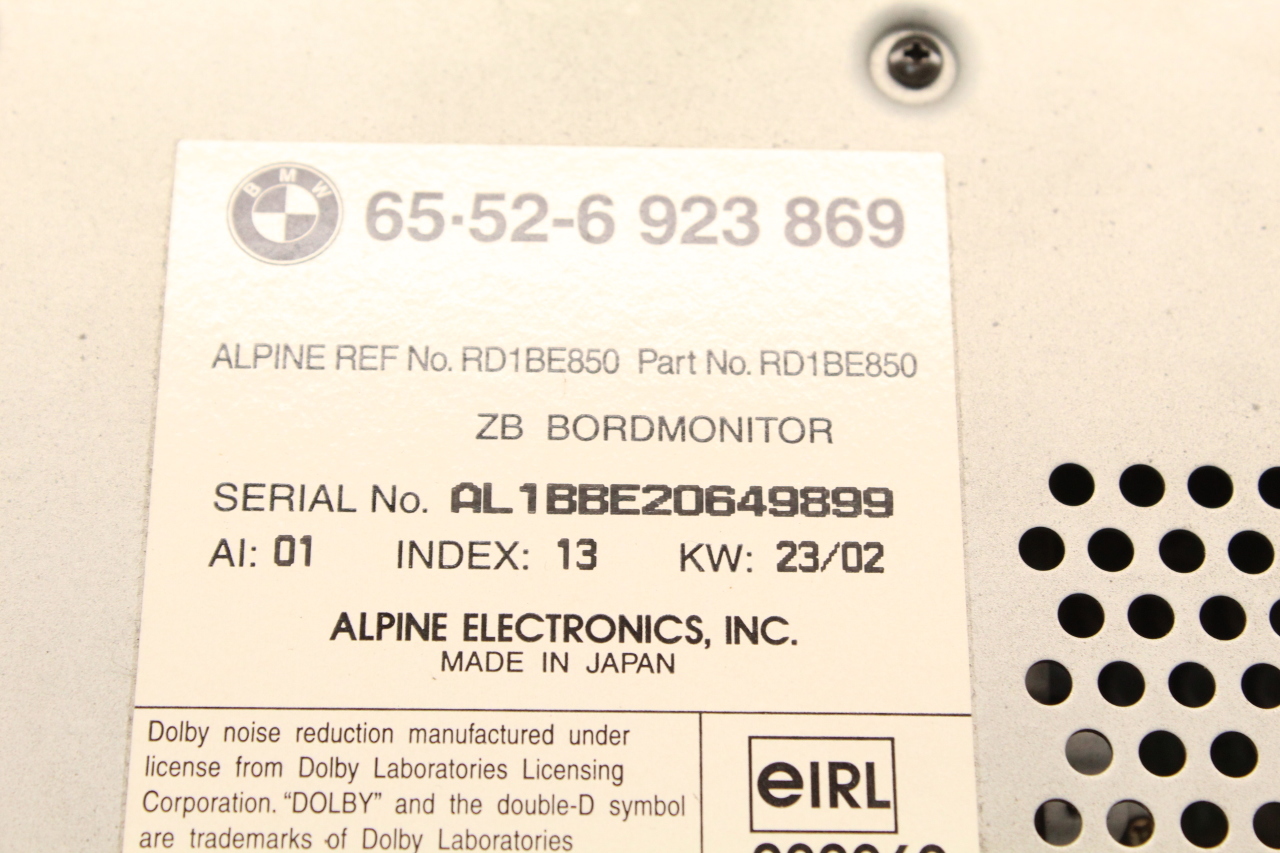 BMW 65·52-6 923 869
ALPINE REF No. RD1BE850 Part No. RD1BE850
ZB BORDMONITOR
SERIAL No. AL1BBE20649899
AI: 01 INDEX: 13 KW: 23/02
ALPINE ELECTRONICS, INC.
MADE IN JAPAN
Dolby noise reduction manufactured under
license from Dolby Laboratories Licensing
Corporation. “DOLBY” and the double-D symbol
are trademarks of Dolby Laboratories
eIRL